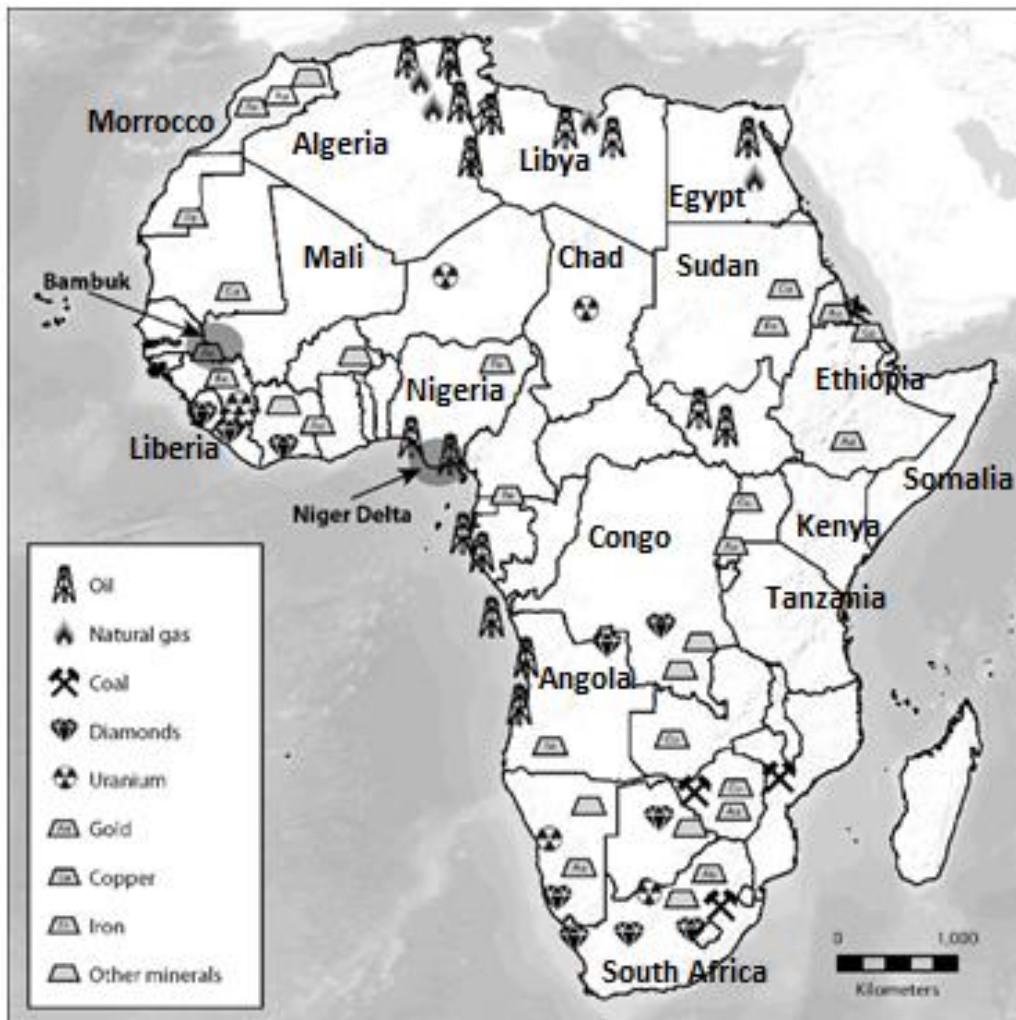 Morrocco
Algeria
Libya
Egypt
Mali
Chad
Sudan
Bambuk
Nigeria
Ethiopia
Liberia
Somalia
Niger Delta
Congo
Kenya
Tanzania
Angola
South Africa
Oil
Natural gas
Coal
Diamonds
Uranium
Gold
Copper
Iron
Other minerals
0 1,000
Kilometers